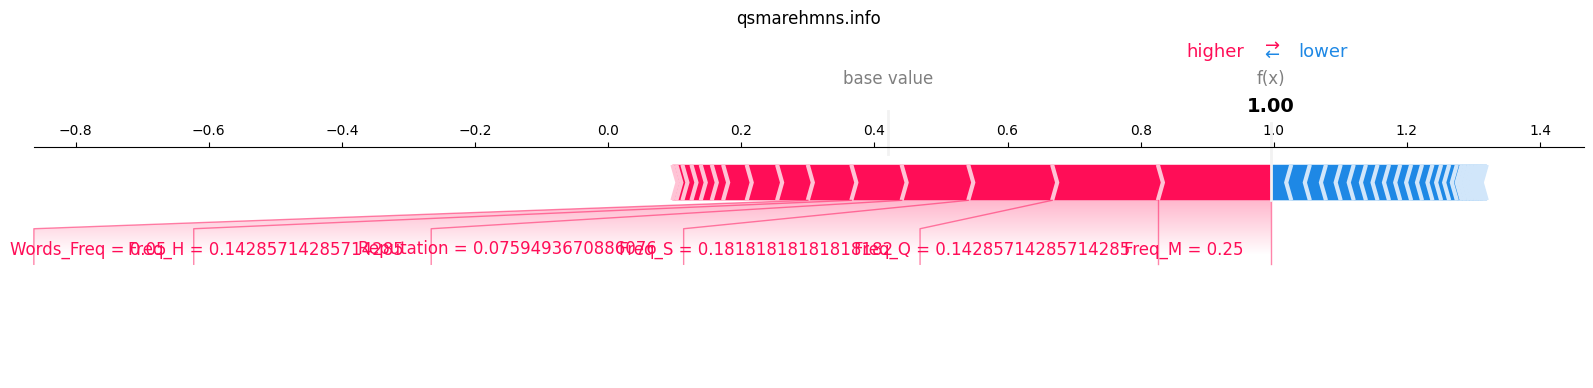 qsmarehmns.info
higher → ← lower
base value f(x)
1.00
−0.8 −0.6 −0.4 −0.2 0.0 0.2 0.4 0.6 0.8 1.0 1.2 1.4
Words_Freq = 0.05 Freq_H = 0.14285714285714285 Reputation = 0.0759493670886076 Freq_S = 0.18181818181818182 Freq_Q = 0.14285714285714285 Freq_M = 0.25